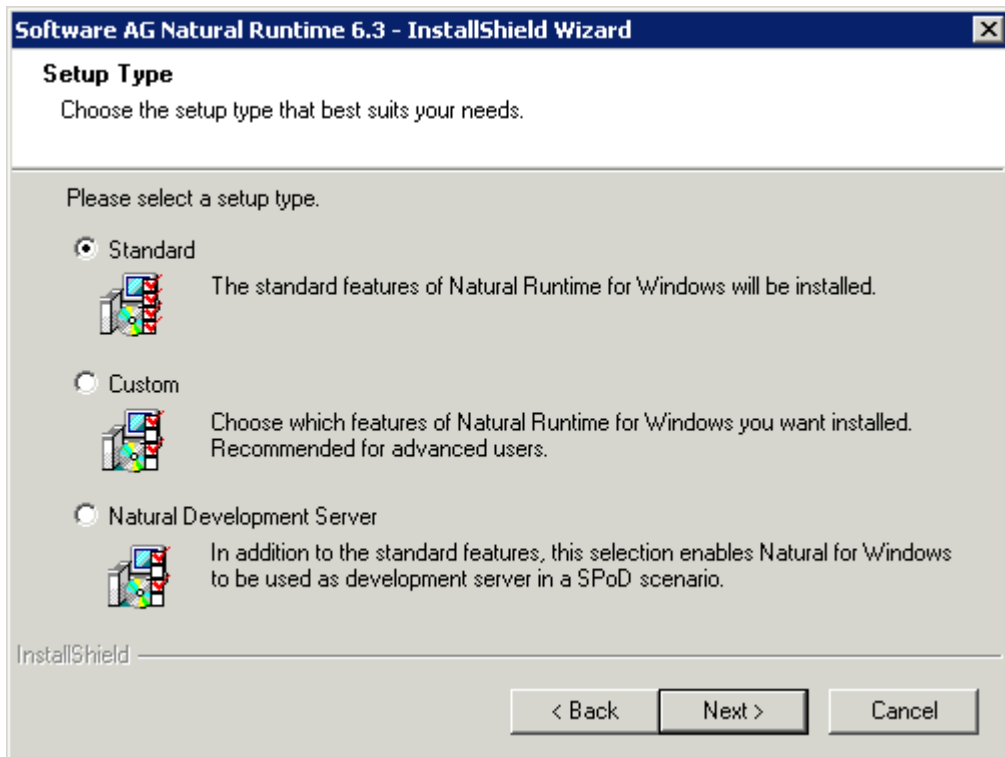 Software AG Natural Runtime 6.3 - InstallShield Wizard
Setup Type
Choose the setup type that best suits your needs.
Please select a setup type.
Standard
The standard features of Natural Runtime for Windows will be installed.
Custom
Choose which features of Natural Runtime for Windows you want installed.
Recommended for advanced users.
Natural Development Server
In addition to the standard features, this selection enables Natural for Windows
to be used as development server in a SPoD scenario.
InstallShield
< Back
Next >
Cancel